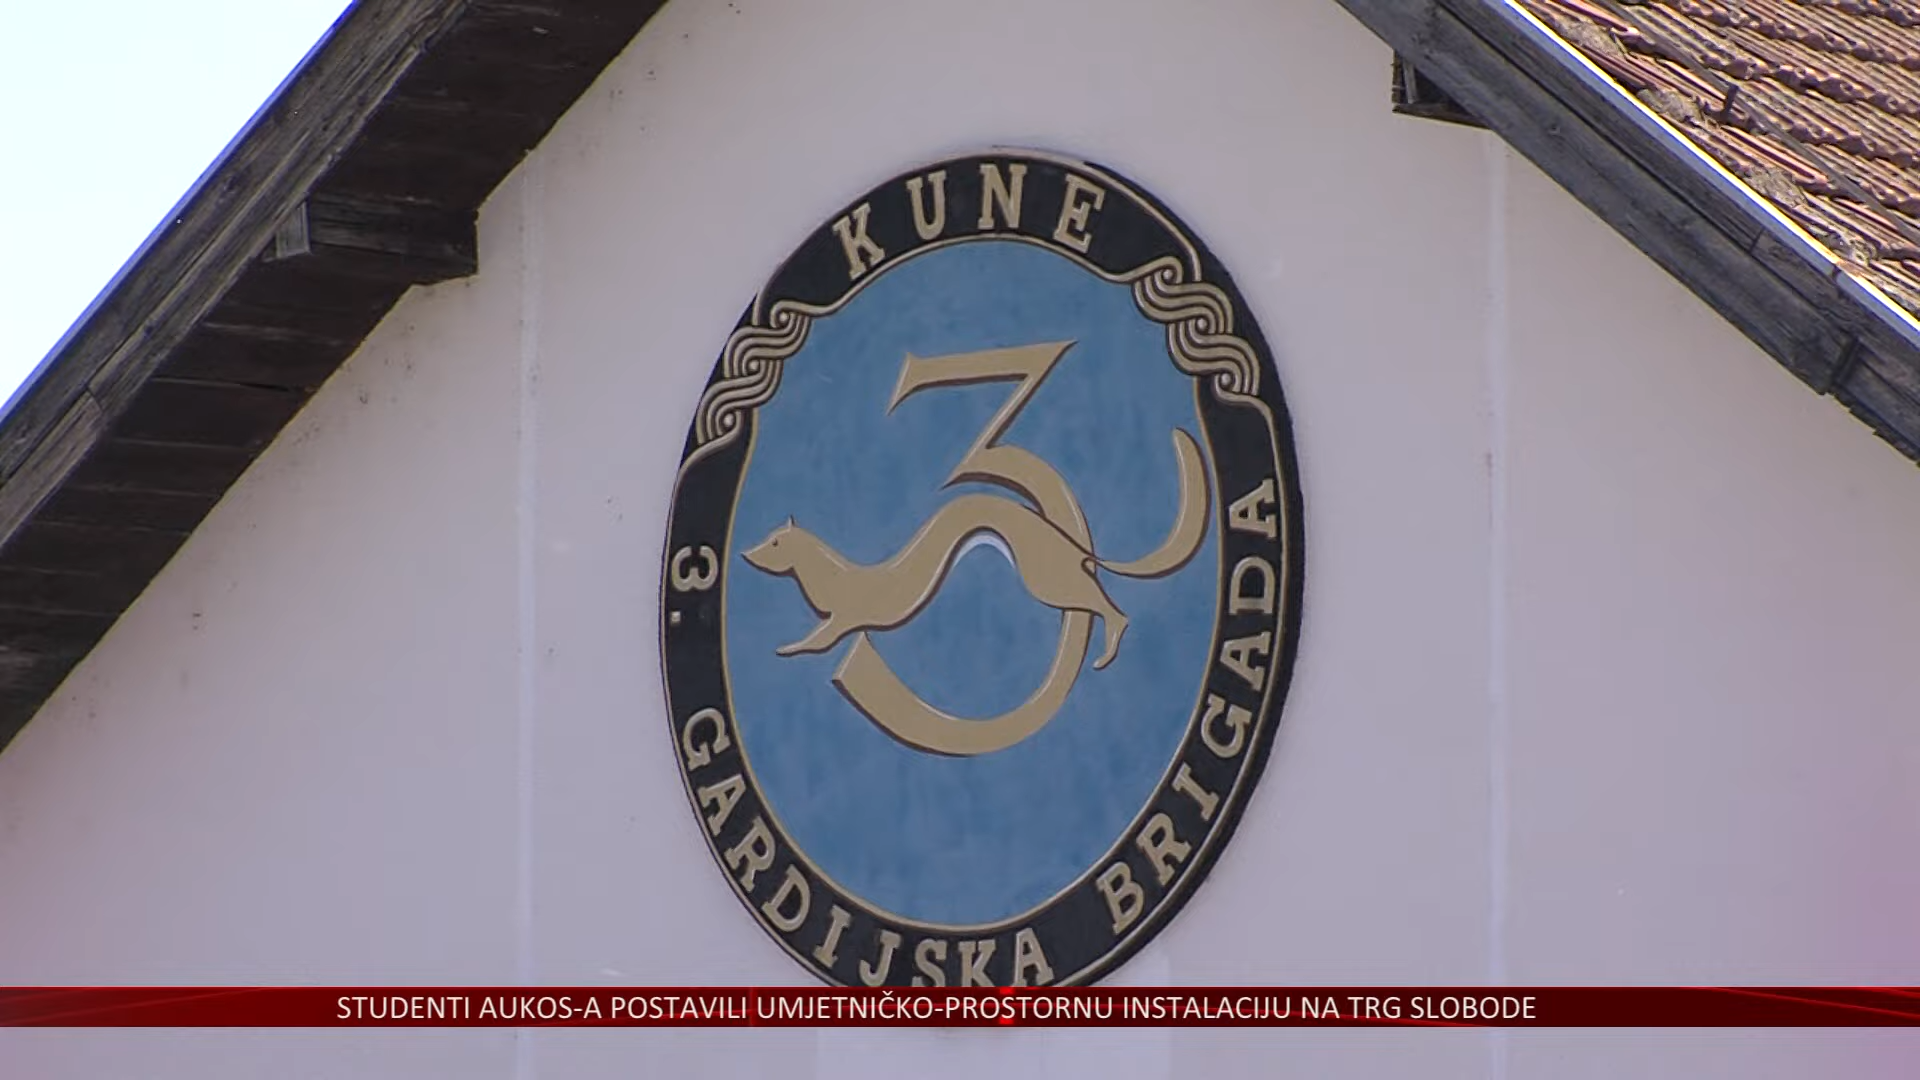 KUNE
3
3. GARDIJSKA BRIGADA
STUDENTI AUKOS-A POSTAVILI UMJETNIČKO-PROSTORNU INSTALACIJU NA TRG SLOBODE